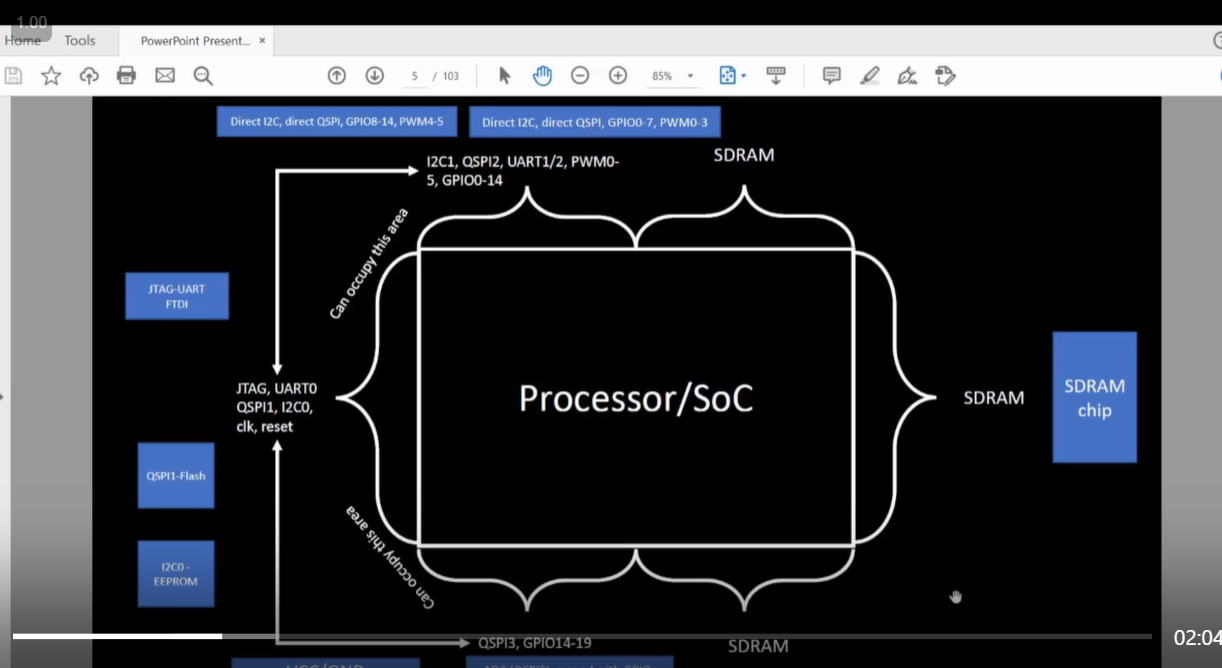 1.00
Home Tools PowerPoint Present... ×
5 / 103 85%
Direct I2C, direct QSPI, GPIO8-14, PWM4-5
Direct I2C, direct QSPI, GPIO0-7, PWM0-3
I2C1, QSPI2, UART1/2, PWM0-
5, GPIO0-14
SDRAM
Can occupy this area
JTAG-UART
FTDI
JTAG, UART0
QSPI1, I2C0,
clk, reset
Processor/SoC
SDRAM
SDRAM
chip
QSPI1-Flash
I2C0 -
EEPROM
Can occupy this area
QSPI3, GPIO14-19
SDRAM
02:04